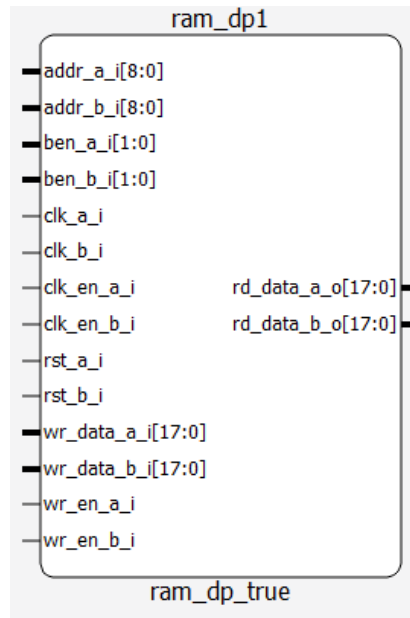 ram_dp1
addr_a_i[8:0]
addr_b_i[8:0]
ben_a_i[1:0]
ben_b_i[1:0]
clk_a_i
clk_b_i
clk_en_a_i rd_data_a_o[17:0]
clk_en_b_i rd_data_b_o[17:0]
rst_a_i
rst_b_i
wr_data_a_i[17:0]
wr_data_b_i[17:0]
wr_en_a_i
wr_en_b_i
ram_dp_true